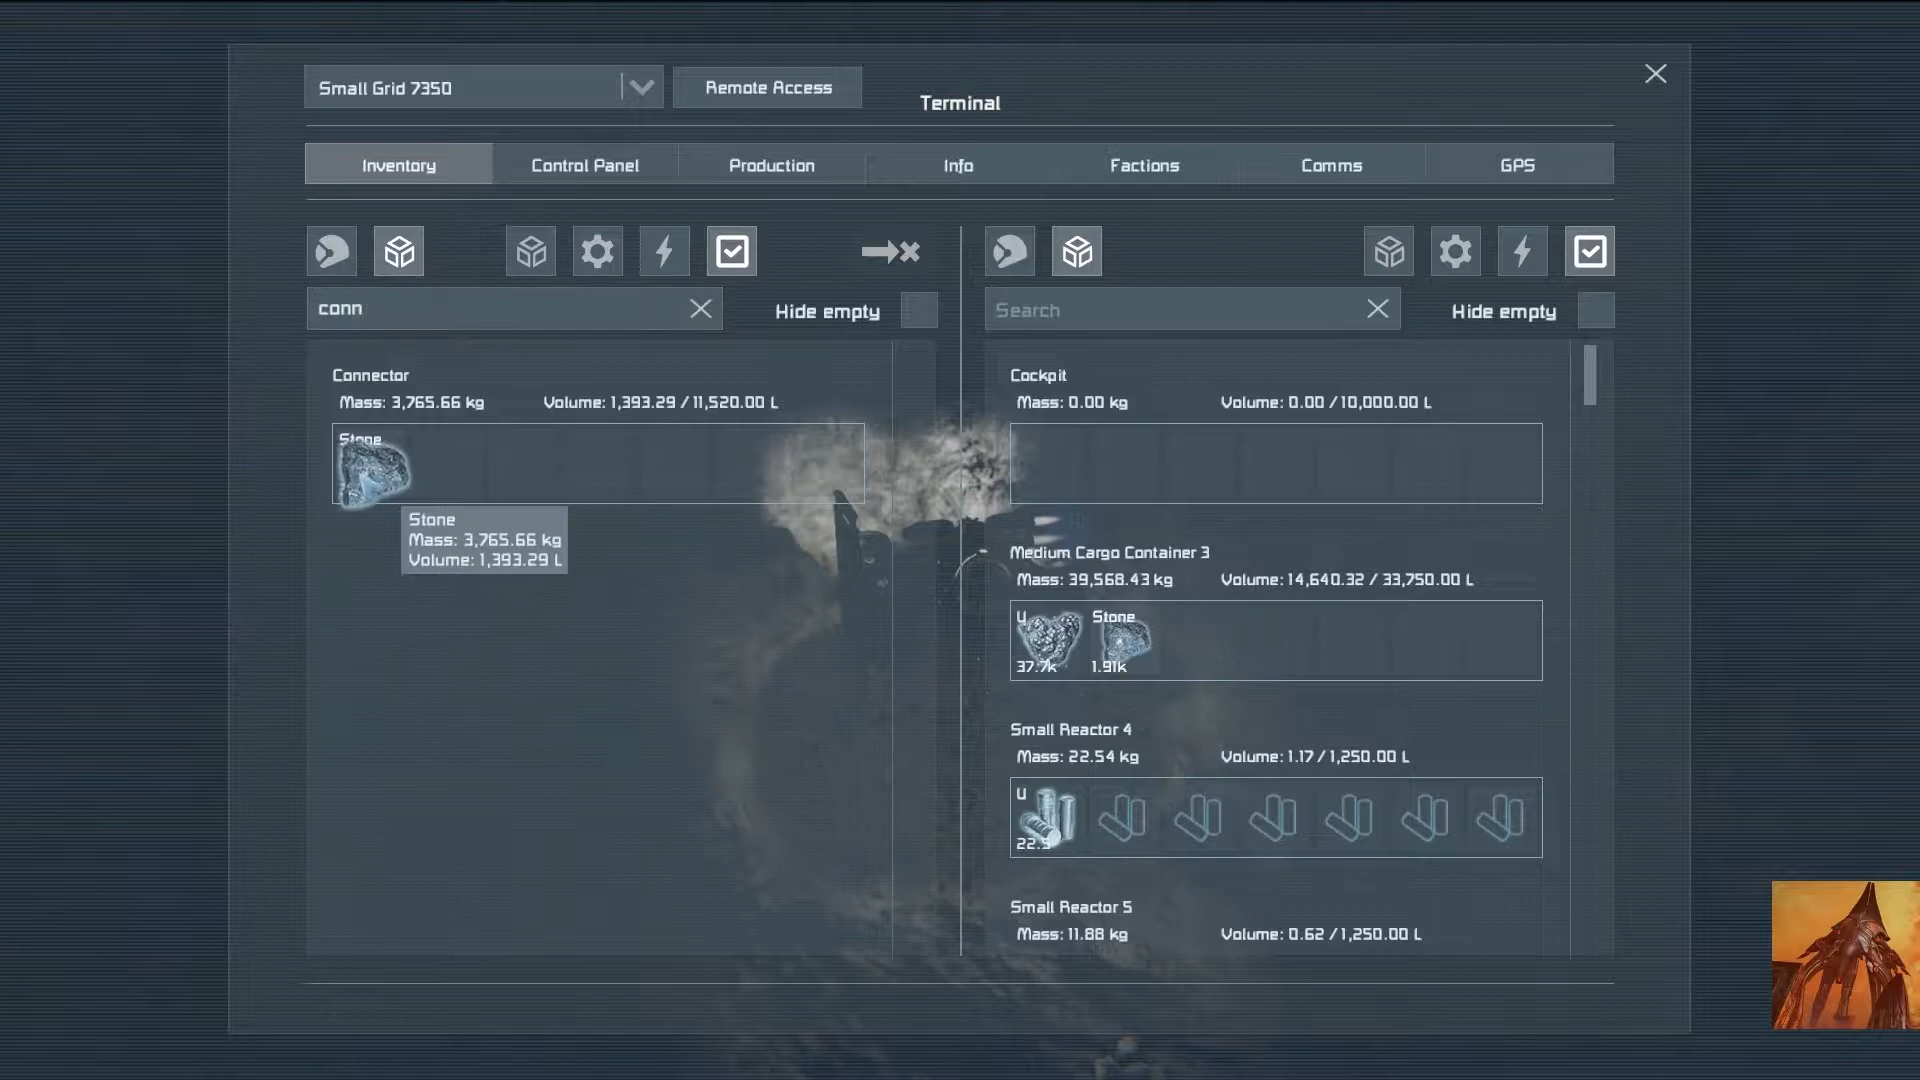 Small Grid 7350
Remote Access
Terminal
Inventory
Control Panel
Production
Info
Factions
Comms
GPS
conn
Hide empty
Connector
Mass: 3,765.66 kg
Volume: 1,393.29 / 11,520.00 L
Stone
Stone
Mass: 3,765.66 kg
Volume: 1,393.29 L
Search
Hide empty
Cockpit
Mass: 0.00 kg
Volume: 0.00 / 10,000.00 L
Medium Cargo Container 3
Mass: 39,568.43 kg
Volume: 14,640.32 / 33,750.00 L
U
Stone
37.7k
1.91k
Small Reactor 4
Mass: 22.54 kg
Volume: 1.17 / 1,250.00 L
U
22.5
Small Reactor 5
Mass: 11.88 kg
Volume: 0.62 / 1,250.00 L